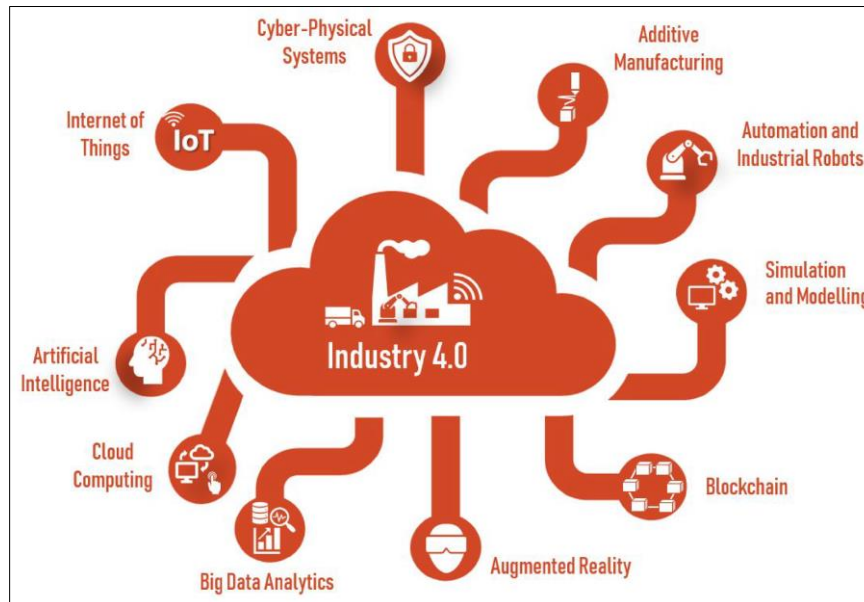 Cyber-Physical
Systems
Additive
Manufacturing
Internet of
Things
IoT
Automation and
Industrial Robots
Simulation
and Modelling
Industry 4.0
Artificial
Intelligence
Cloud
Computing
Blockchain
Big Data Analytics
Augmented Reality